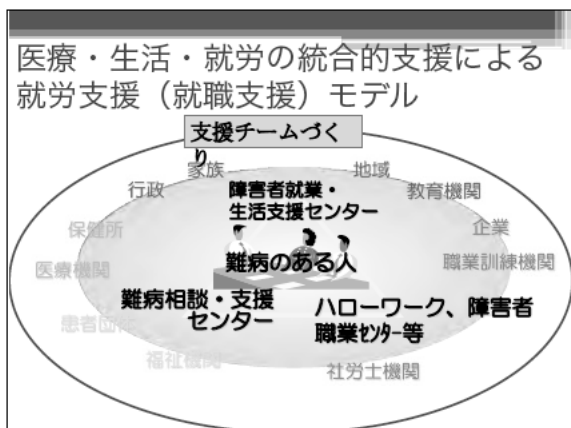 医療・生活・就労の統合的支援による
就労支援（就職支援）モデル
支援チームづく
り
家族
地域
行政
障害者就業・
生活支援センター
教育機関
保健所
企業
医療機関
難病のある人
職業訓練機関
難病相談・支援
センター
ハローワーク、障害者
職業センター等
患者団体
福祉機関
社労士機関